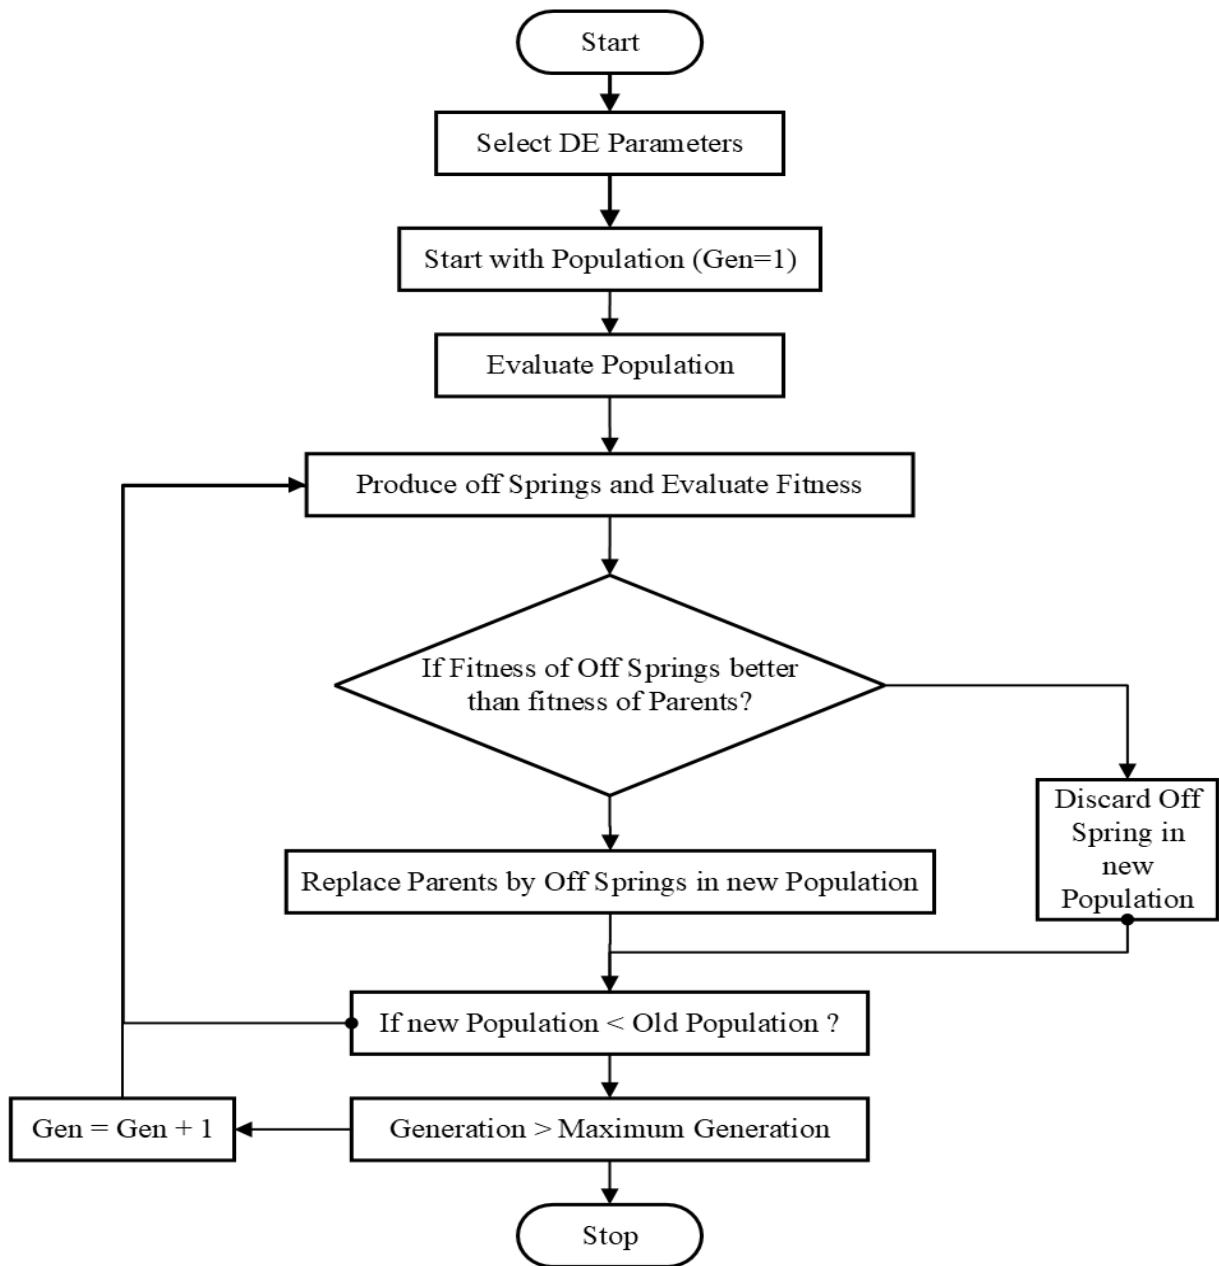 Start
Select DE Parameters
Start with Population (Gen=1)
Evaluate Population
Produce off Springs and Evaluate Fitness
If Fitness of Off Springs better
than fitness of Parents?
Discard Off
Spring in
new
Population
Replace Parents by Off Springs in new Population
If new Population < Old Population ?
Gen = Gen + 1
Generation > Maximum Generation
Stop